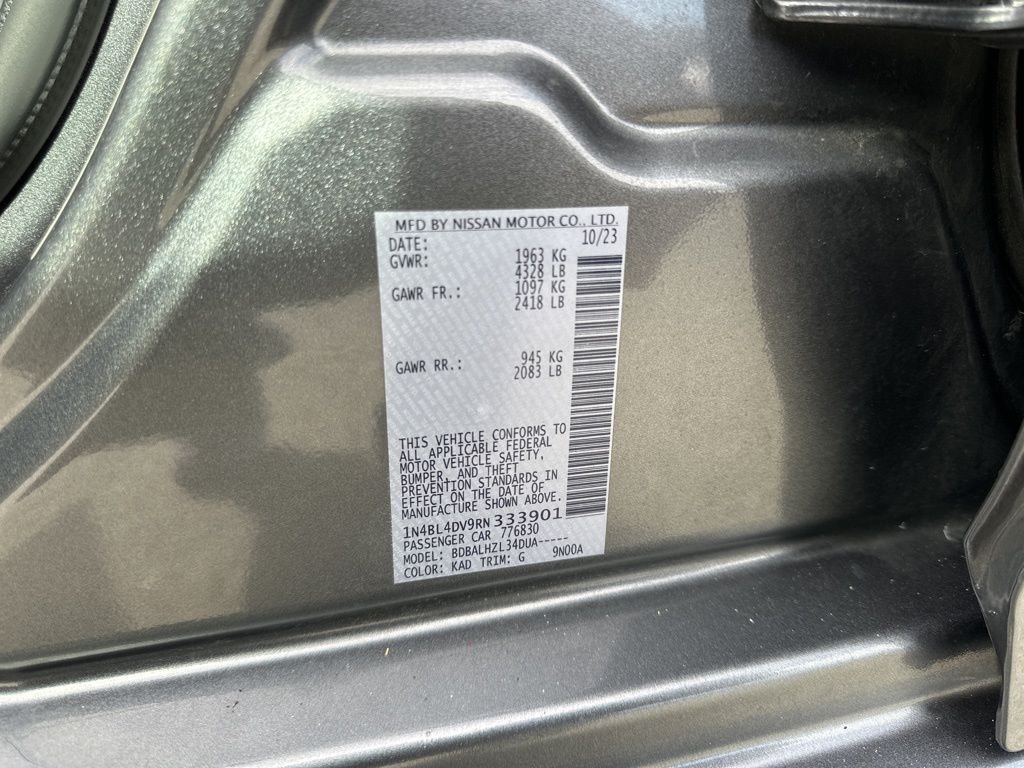 MFD BY NISSAN MOTOR CO., LTD.
DATE: 10/23
GVWR: 1963 KG
4328 LB
GAWR FR.: 1097 KG
2418 LB
GAWR RR.: 945 KG
2083 LB
THIS VEHICLE CONFORMS TO
ALL APPLICABLE FEDERAL
MOTOR VEHICLE SAFETY,
BUMPER, AND THEFT
PREVENTION STANDARDS IN
EFFECT ON THE DATE OF
MANUFACTURE SHOWN ABOVE.
1N4BL4DV9RN333901
PASSENGER CAR 776830
MODEL: BDBALHZL34DUA-----
COLOR: KAD TRIM: G 9N00A